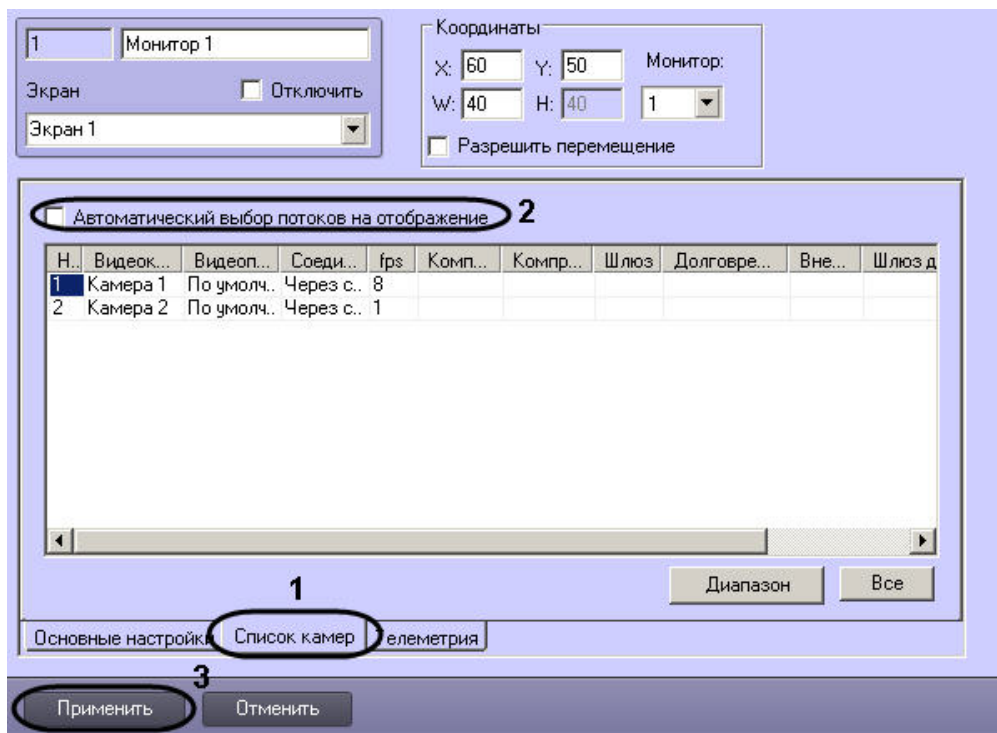 1 Монитор 1
Экран Отключить
Экран 1
Координаты
X: 60 Y: 50 Монитор:
W: 40 H: 40 1
Разрешить перемещение
Автоматический выбор потоков на отображение 2
Н.. Видеок... Видеоп... Соеди... fps Комп... Компр... Шлюз Долговре... Вне... Шлюз д
1 Камера 1 По умолч.. Через с.. 8
2 Камера 2 По умолч.. Через с.. 1
Диапазон Все
1
Основные настройки Список камер Телеметрия
3
Применить Отменить